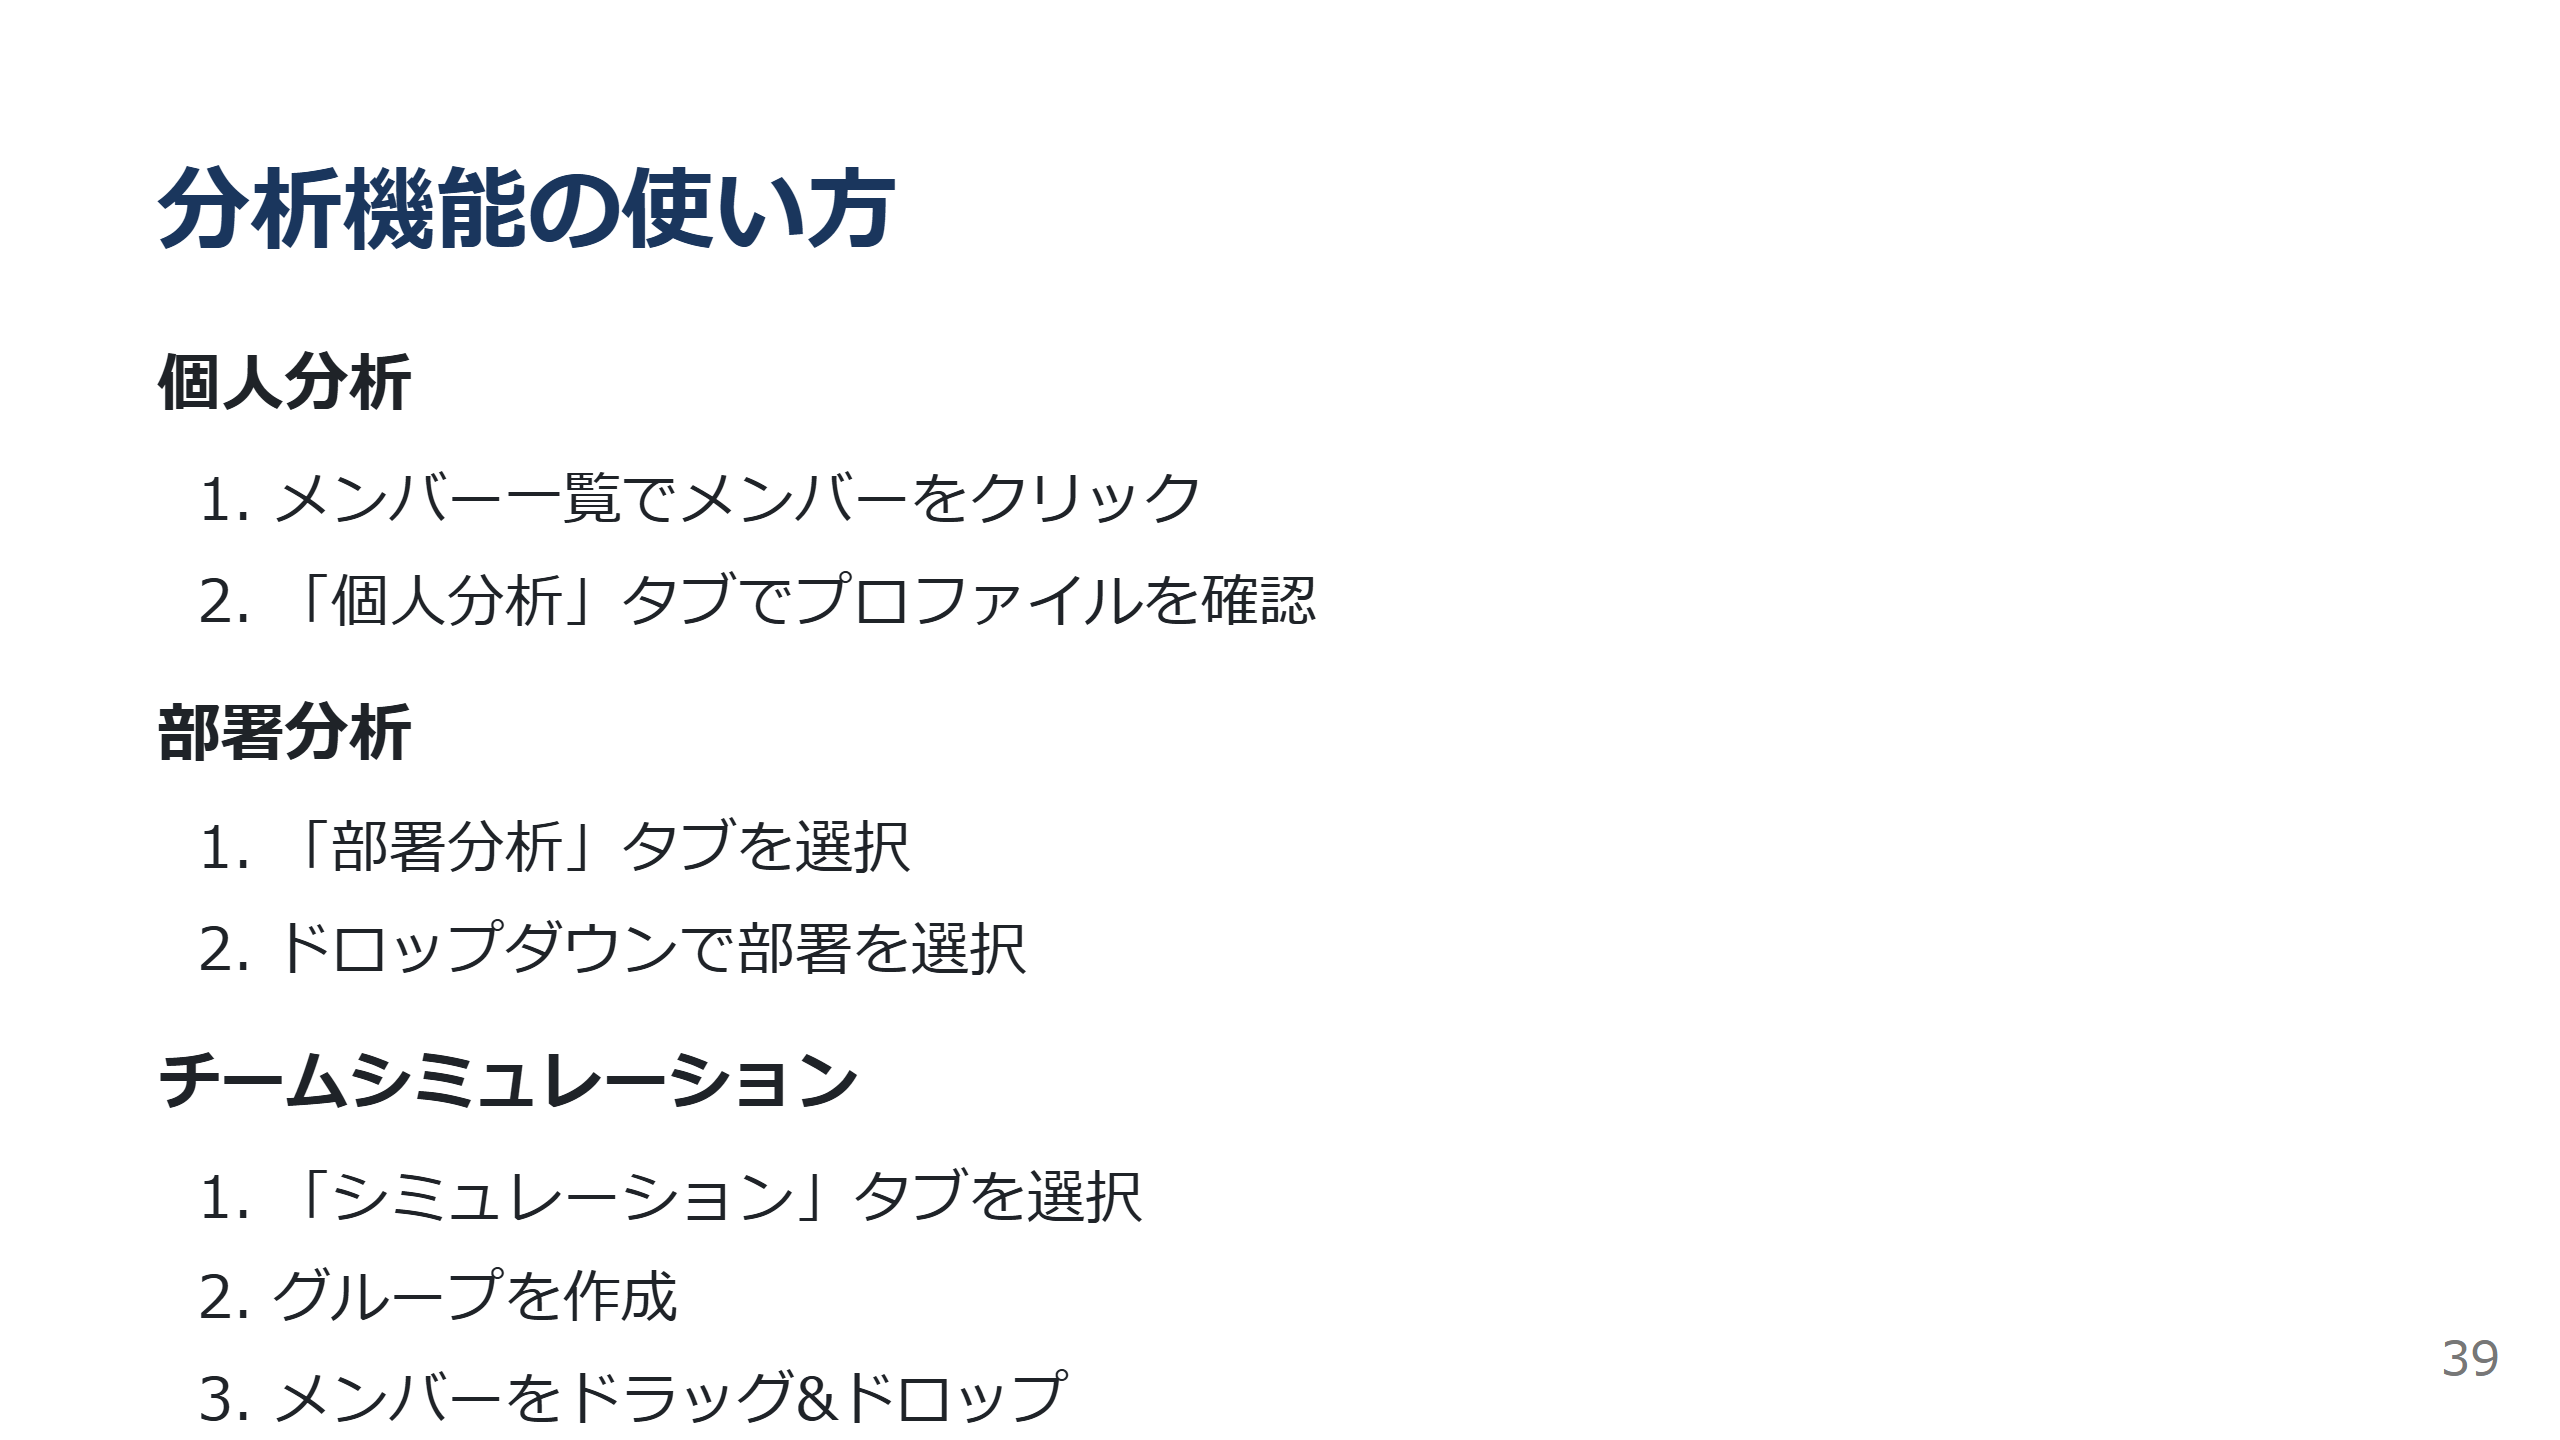 分析機能の使い方
個人分析
1. メンバー一覧でメンバーをクリック
2. 「個人分析」タブでプロファイルを確認
部署分析
1. 「部署分析」タブを選択
2. ドロップダウンで部署を選択
チームシミュレーション
1. 「シミュレーション」タブを選択
2. グループを作成
3. メンバーをドラッグ&ドロップ
39